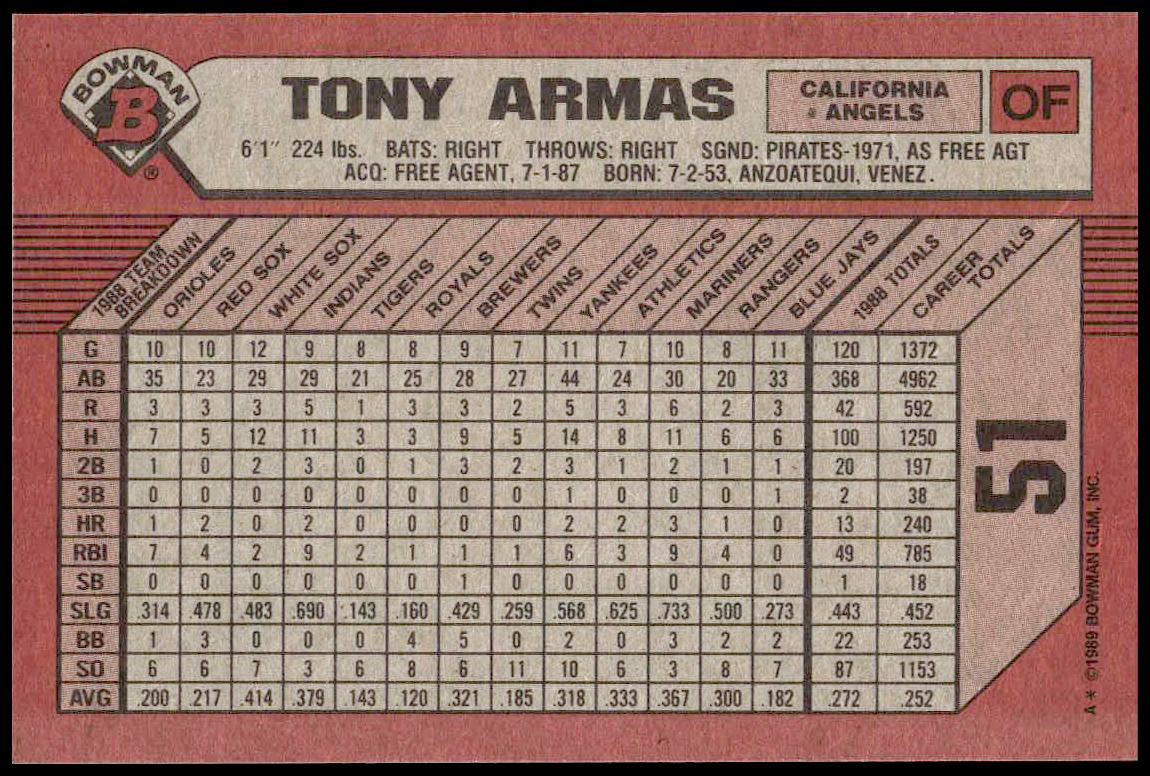 BOWMAN
B
®
TONY ARMAS
CALIFORNIA
ANGELS
OF
6'1" 224 lbs. BATS: RIGHT THROWS: RIGHT SGND: PIRATES-1971, AS FREE AGT
ACQ: FREE AGENT, 7-1-87 BORN: 7-2-53, ANZOATEQUI, VENEZ.
1988 TEAM
BREAKDOWN
ORIOLES
RED SOX
WHITE SOX
INDIANS
TIGERS
ROYALS
BREWERS
TWINS
YANKEES
ATHLETICS
MARINERS
RANGERS
BLUE JAYS
1988 TOTALS
CAREER
TOTALS
G 10 10 12 9 8 8 9 7 11 7 10 8 11 120 1372
AB 35 23 29 29 21 25 28 27 44 24 30 20 33 368 4962
R 3 3 3 5 1 3 3 2 5 3 6 2 3 42 592
H 7 5 12 11 3 3 9 5 14 8 11 6 6 100 1250
2B 1 0 2 3 0 1 3 2 3 1 2 1 1 20 197
3B 0 0 0 0 0 0 0 0 1 0 0 0 1 2 38
HR 1 2 0 2 0 0 0 0 2 2 3 1 0 13 240
RBI 7 4 2 9 2 1 1 1 6 3 9 4 0 49 785
SB 0 0 0 0 0 0 1 0 0 0 0 0 0 1 18
SLG .314 .478 .483 .690 .143 .160 .429 .259 .568 .625 .733 .500 .273 .443 .452
BB 1 3 0 0 0 4 5 0 2 0 3 2 2 22 253
SO 6 6 7 3 6 8 6 11 10 6 3 8 7 87 1153
AVG .200 .217 .414 .379 .143 .120 .321 .185 .318 .333 .367 .300 .182 .272 .252
51
A * ©1989 BOWMAN GUM, INC.